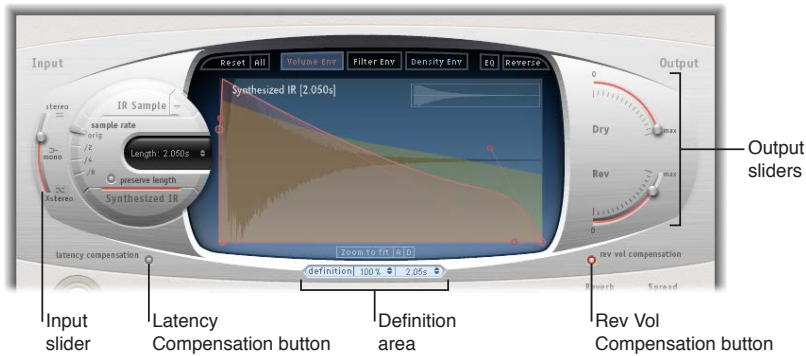 Reset All Volume Env Filter Env Density Env EQ Reverse
Input
Output
Synthesized IR [2.050s]
stereo
IR Sample
sample rate
orig
/2
/4
/8
mono
Length: 2.050s
preserve length
Xstereo
Synthesized IR
0
Dry
max
Rev
max
0
Output
sliders
Zoom to fit A D
latency compensation
definition 100% 2.05s
rev vol compensation
Reverb Spread
Input
slider
Latency
Compensation button
Definition
area
Rev Vol
Compensation button